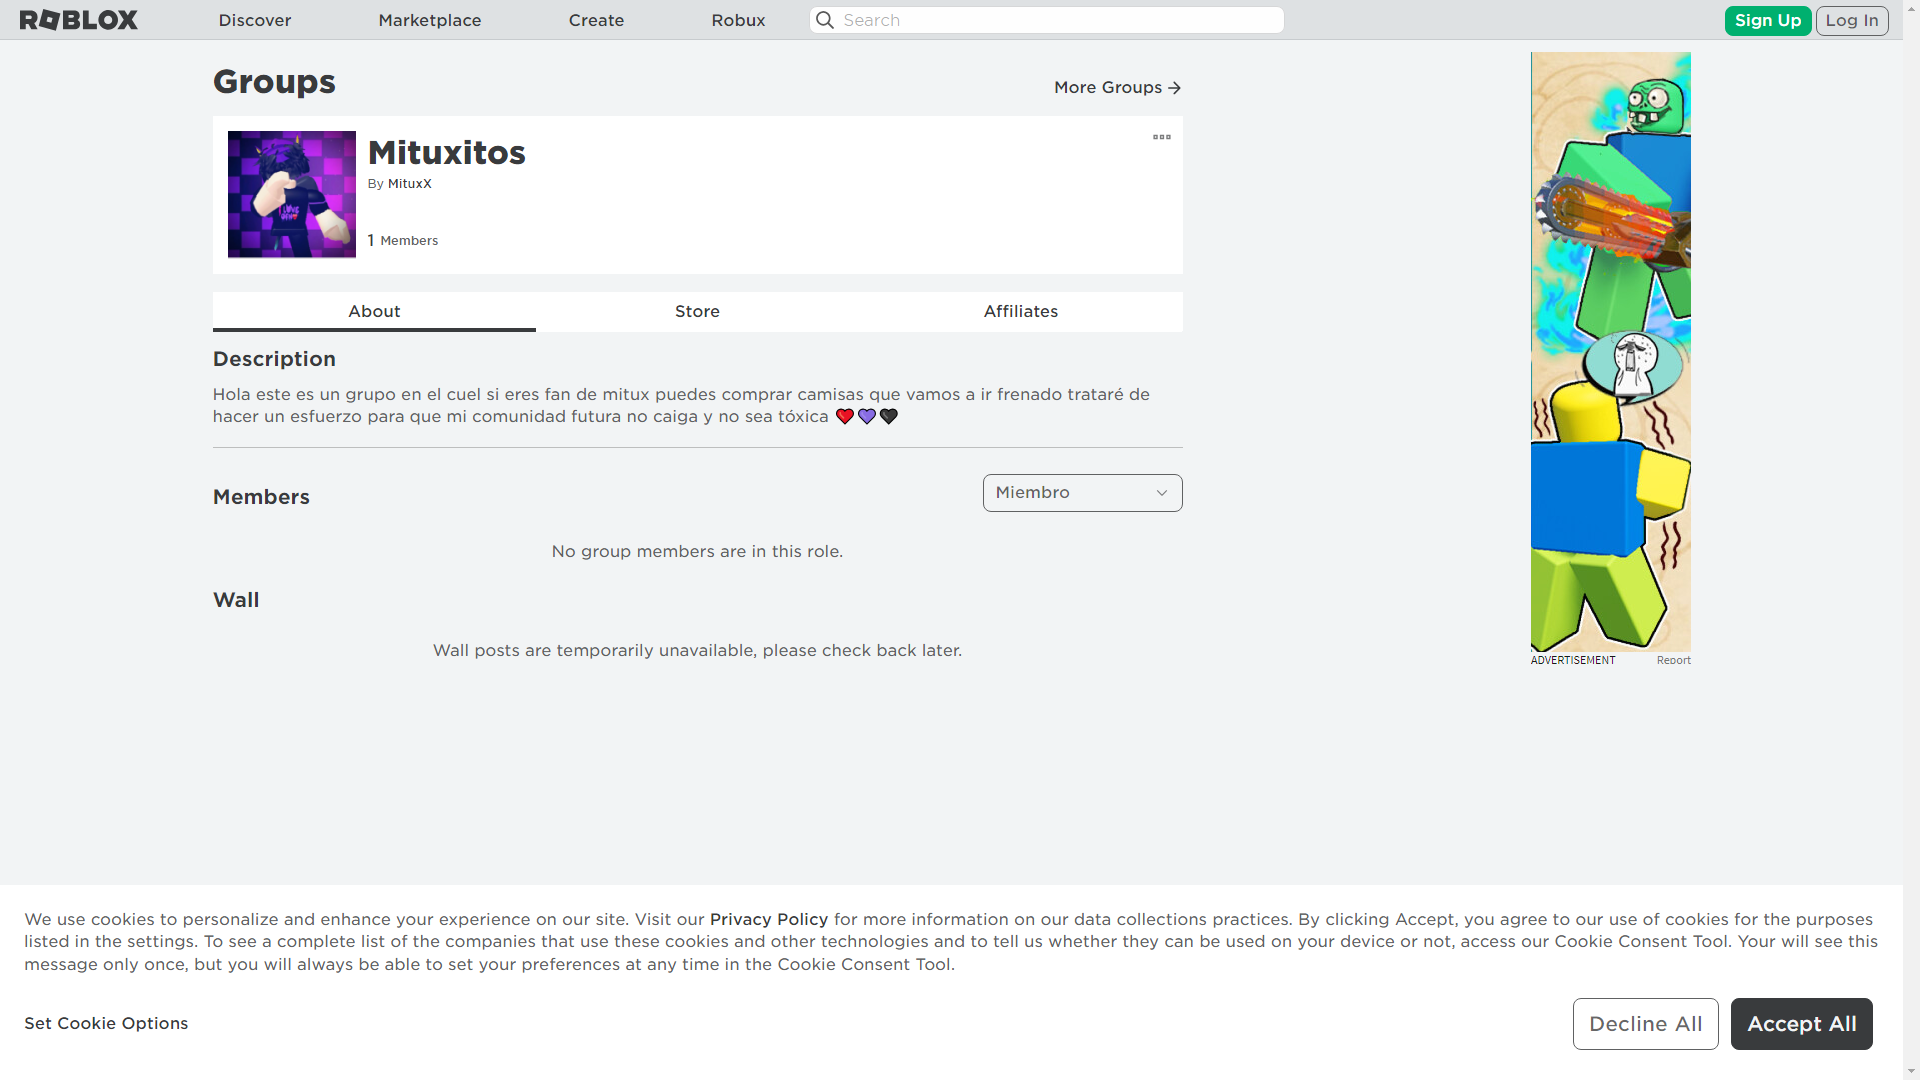 ROBLOX
Discover
Marketplace
Create
Robux
Search
Sign Up
Log In
Groups
More Groups
Mituxitos
By MituxX
1 Members
About
Store
Affiliates
Description
Hola este es un grupo en el cuel si eres fan de mitux puedes comprar camisas que vamos a ir frenado trataré de
hacer un esfuerzo para que mi comunidad futura no caiga y no sea tóxica ❤️💜🖤
Members
Miembro
No group members are in this role.
Wall
Wall posts are temporarily unavailable, please check back later.
ADVERTISEMENT
Report
We use cookies to personalize and enhance your experience on our site. Visit our Privacy Policy for more information on our data collections practices. By clicking Accept, you agree to our use of cookies for the purposes
listed in the settings. To see a complete list of the companies that use these cookies and other technologies and to tell us whether they can be used on your device or not, access our Cookie Consent Tool. Your will see this
message only once, but you will always be able to set your preferences at any time in the Cookie Consent Tool.
Set Cookie Options
Decline All
Accept All